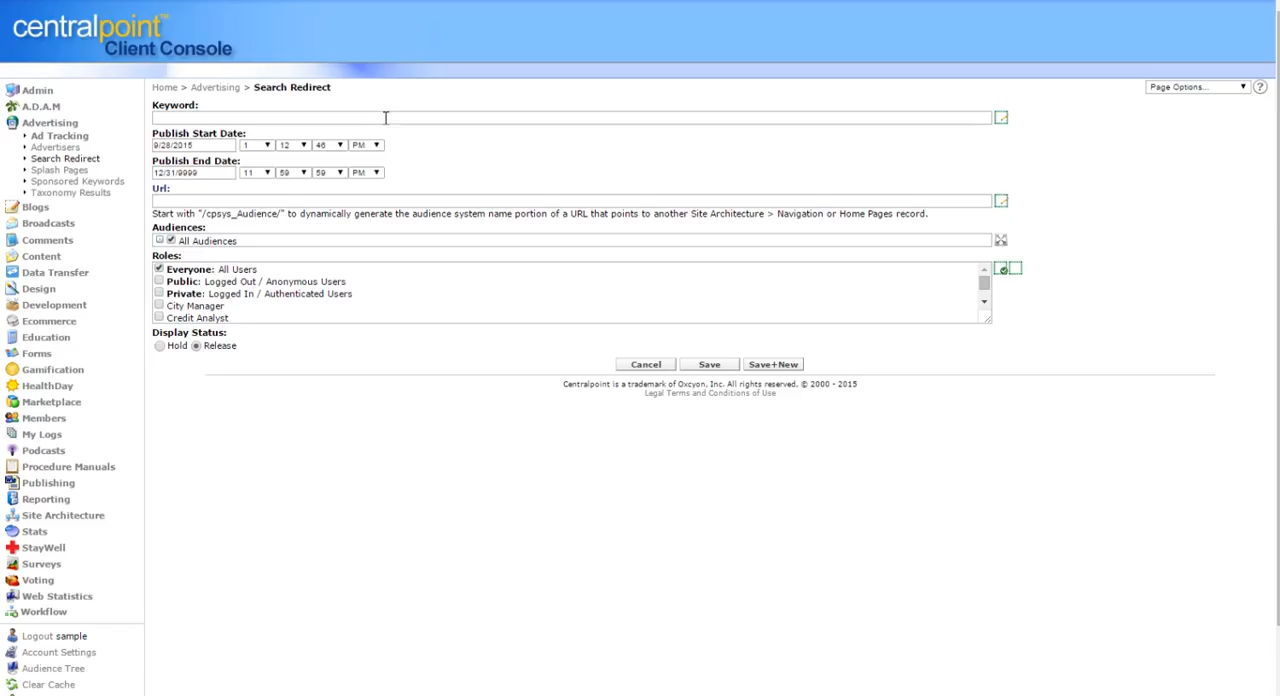 centralpoint™
Client Console
Admin
A.D.A.M
Advertising
Ad Tracking
Advertisers
Search Redirect
Splash Pages
Sponsored Keywords
Taxonomy Results
Blogs
Broadcasts
Comments
Content
Data Transfer
Design
Development
Ecommerce
Education
Forms
Gamification
HealthDay
Marketplace
Members
My Logs
Podcasts
Procedure Manuals
Publishing
Reporting
Site Architecture
Stats
StayWell
Surveys
Voting
Web Statistics
Workflow
Logout sample
Account Settings
Audience Tree
Clear Cache
Home > Advertising > Search Redirect
Page Options... ?
Keyword:
Publish Start Date:
9/28/2015 1 12 46 PM
Publish End Date:
12/31/9999 11 59 59 PM
Url:
Start with "/cpsys_Audience/" to dynamically generate the audience system name portion of a URL that points to another Site Architecture > Navigation or Home Pages record.
Audiences:
All Audiences
Roles:
Everyone: All Users
Public: Logged Out / Anonymous Users
Private: Logged In / Authenticated Users
City Manager
Credit Analyst
Display Status:
Hold Release
Cancel Save Save+New
Centralpoint is a trademark of Oxcyon, Inc. All rights reserved, © 2000 - 2015
Legal Terms and Conditions of Use